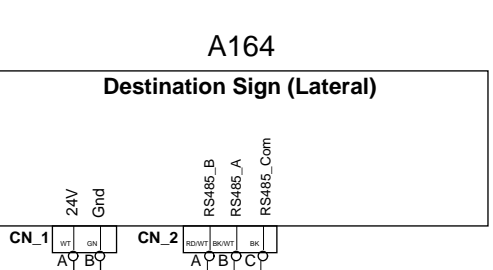 A164
Destination Sign (Lateral)
24V
Gnd
RS485_B
RS485_A
RS485_Com
CN_1 WT GN
CN_2 RD/WT BK/WT BK
A B
A B C